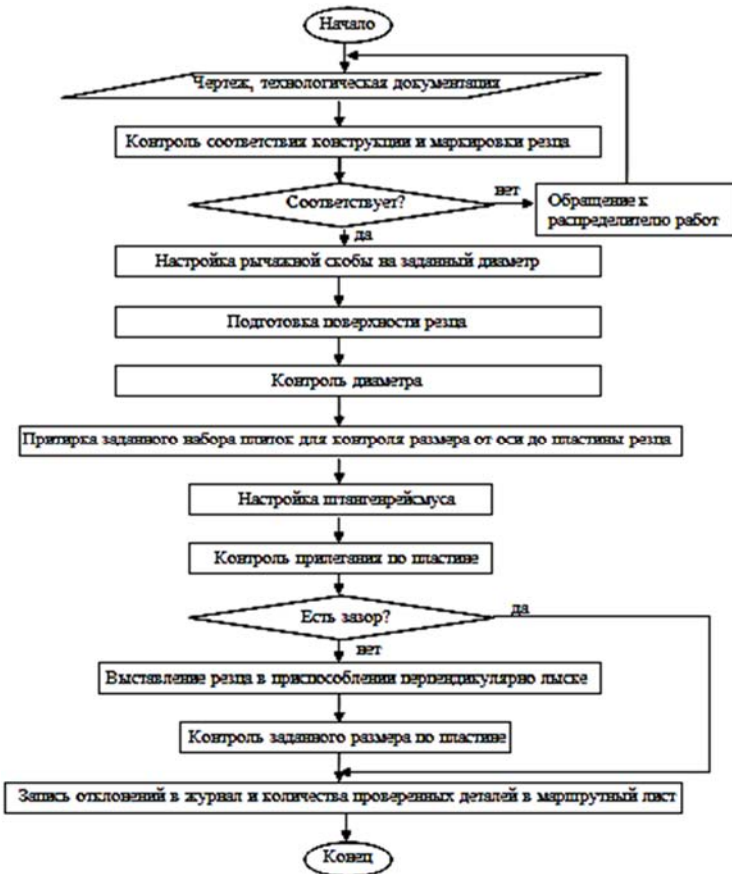 Начало
Чертеж, технологическая документация
Контроль соответствия конструкции и маркировки резца
Соответствует?
нет
Обращение к
распределителю работ
да
Настройка рычажной скобы на заданный диаметр
Подготовка поверхности резца
Контроль диаметра
Притирка заданного набора плиток для контроля размера от оси до пластины резца
Настройка штангенрейсмуса
Контроль прилегания по пластине
Есть зазор?
да
нет
Выставление резца в приспособлении перпендикулярно лыске
Контроль заданного размера по пластине
Запись отклонений в журнал и количества проверенных деталей в маршрутный лист
Конец